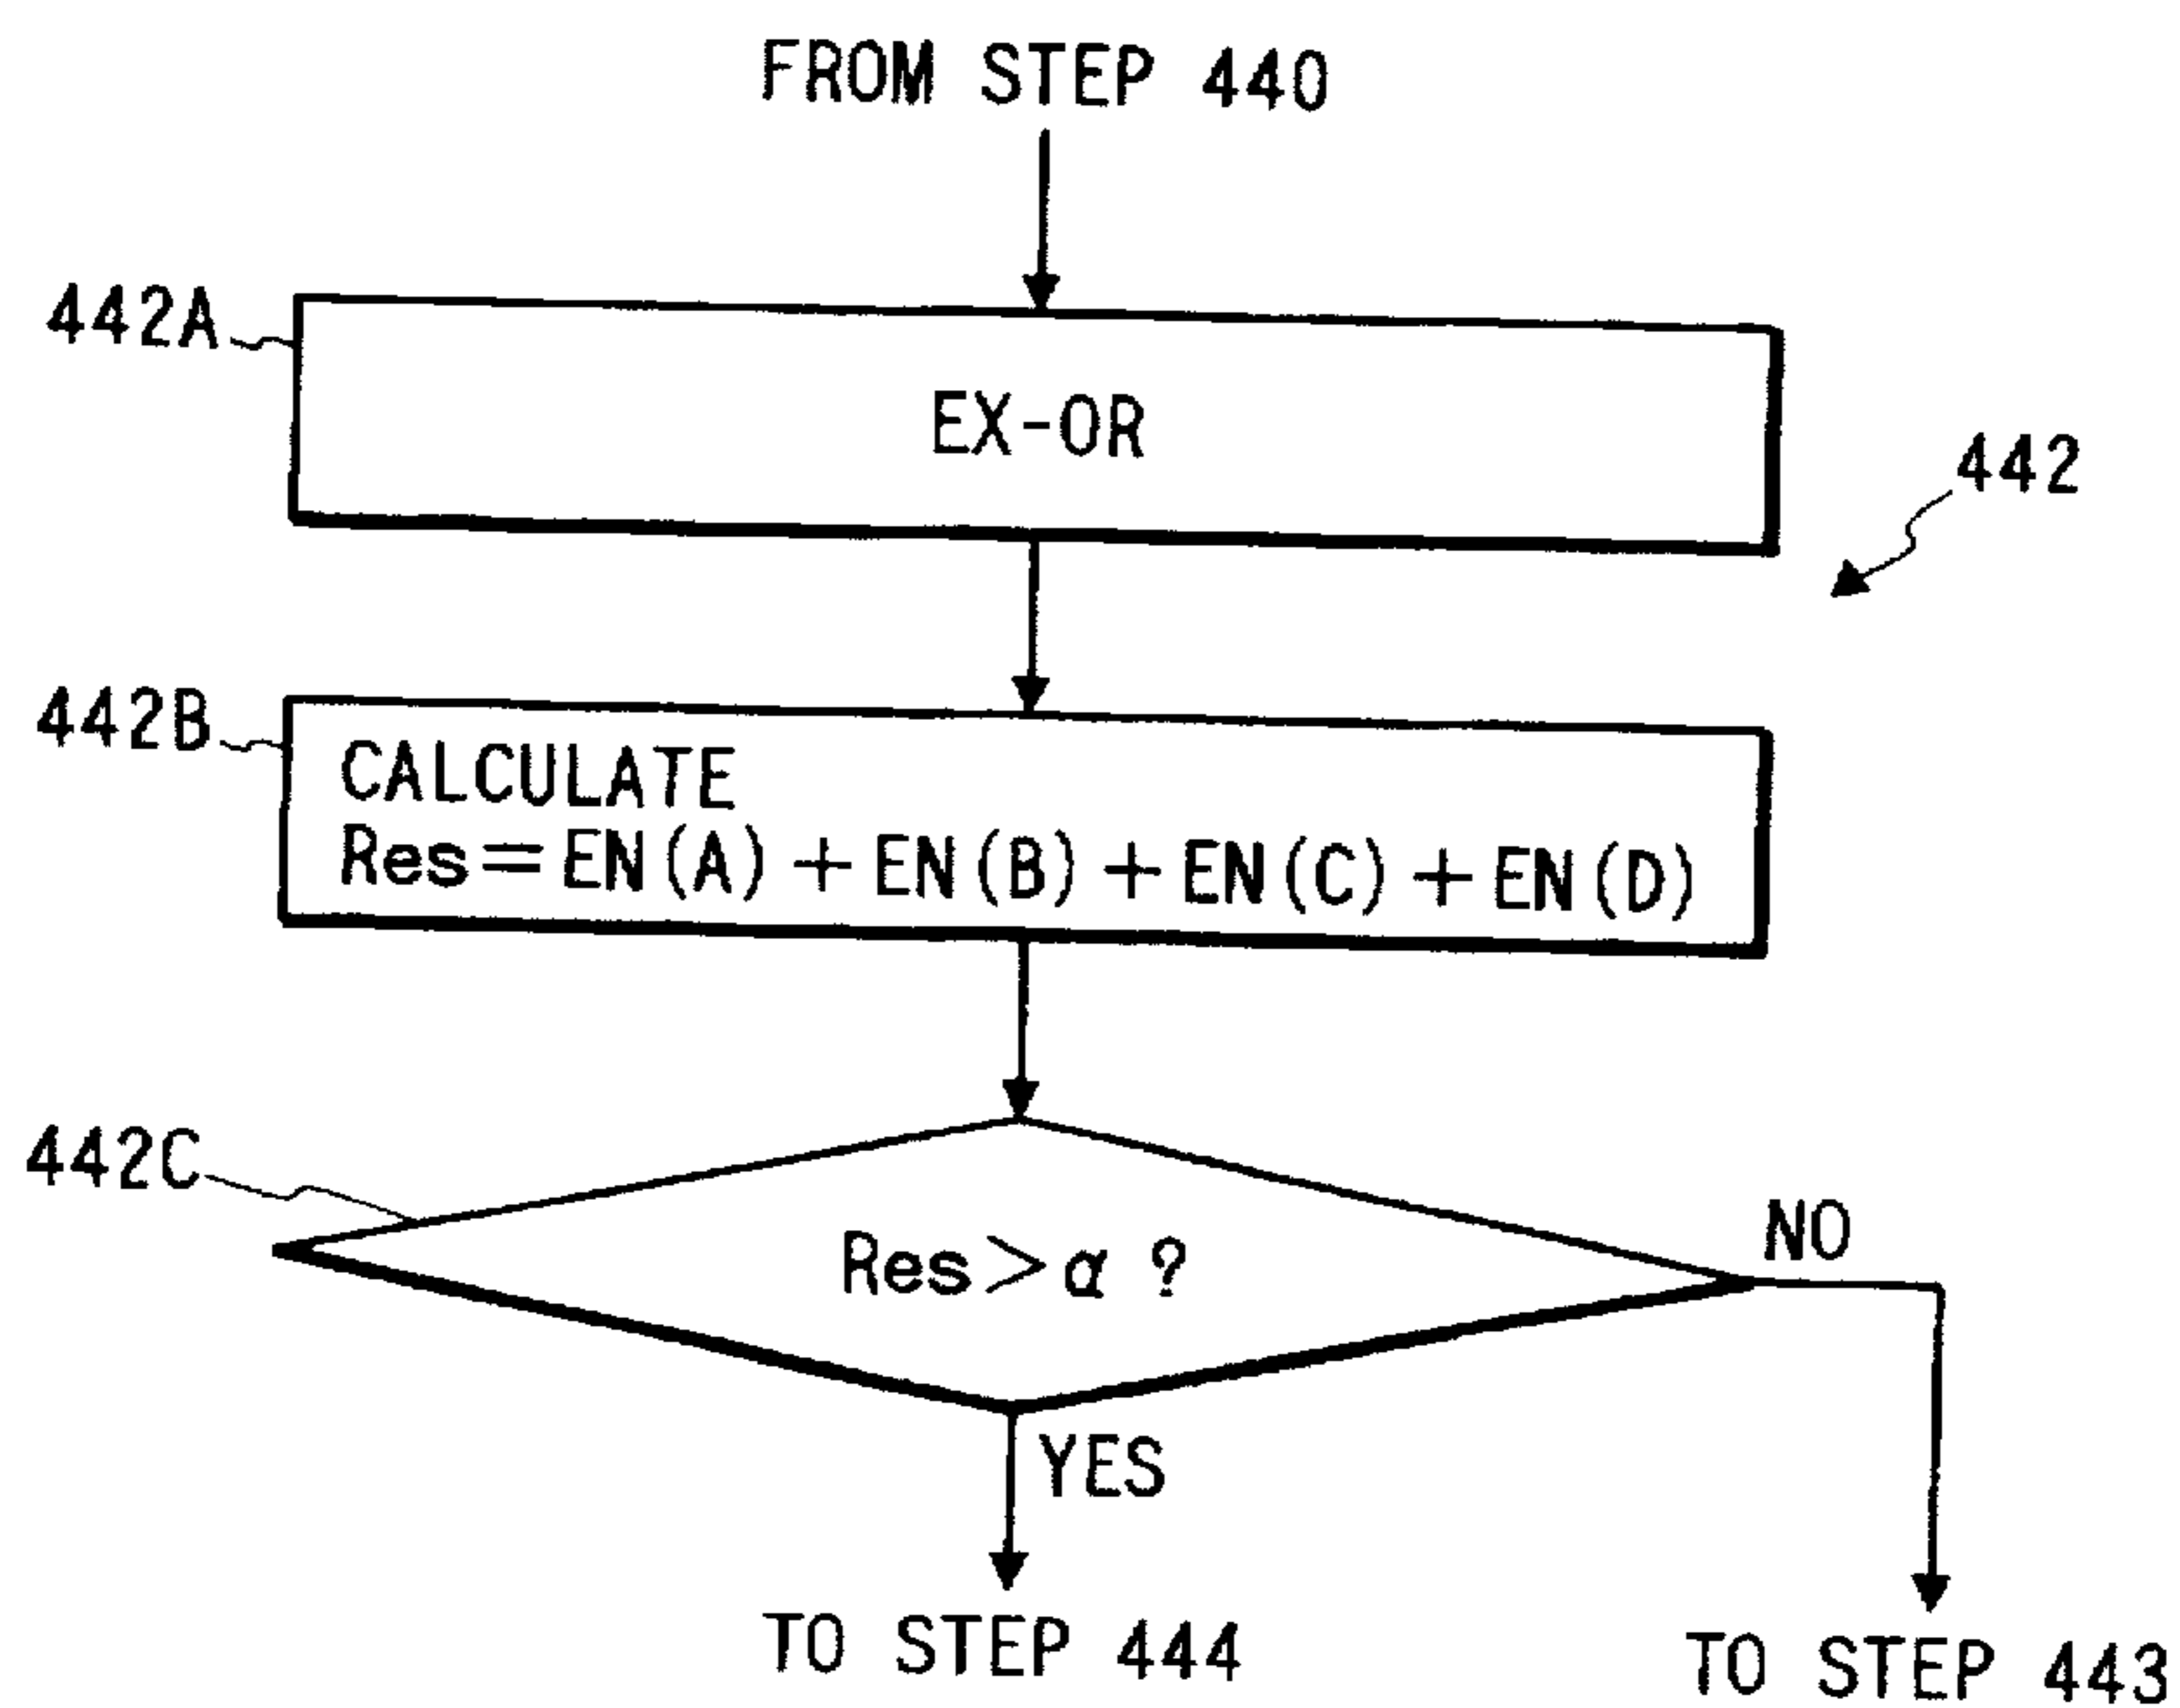 FROM STEP 440
442A
EX-OR
442
442B
CALCULATE
Res=EN(A)+EN(B)+EN(C)+EN(D)
442C
Res>α ?
NO
YES
TO STEP 444
TO STEP 443